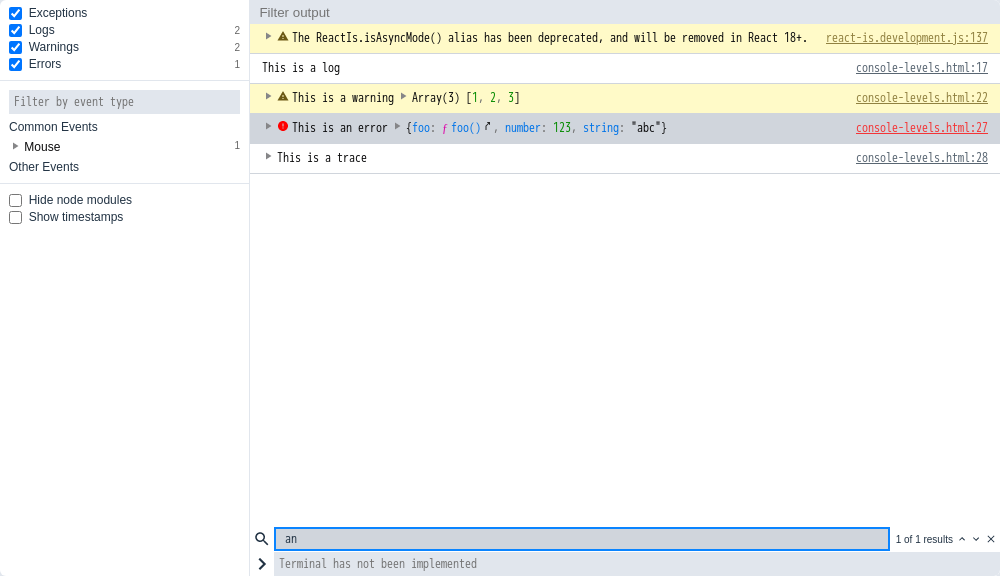 Exceptions
Logs 2
Warnings 2
Errors 1
Filter by event type
Common Events
Mouse 1
Other Events
Hide node modules
Show timestamps
Filter output
The ReactIs.isAsyncMode() alias has been deprecated, and will be removed in React 18+. react-is.development.js:137
This is a log console-levels.html:17
This is a warning Array(3) [1, 2, 3] console-levels.html:22
This is an error {foo: ƒ foo(), number: 123, string: "abc"} console-levels.html:27
This is a trace console-levels.html:28
an 1 of 1 results
Terminal has not been implemented